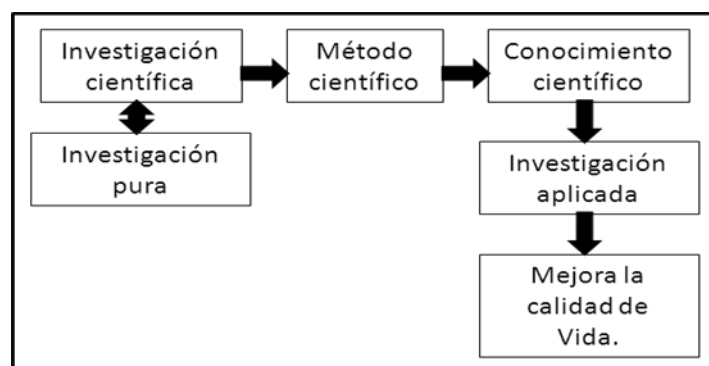 Investigación
científica
Método
científico
Conocimiento
científico
Investigación
pura
Investigación
aplicada
Mejora la
calidad de
Vida.